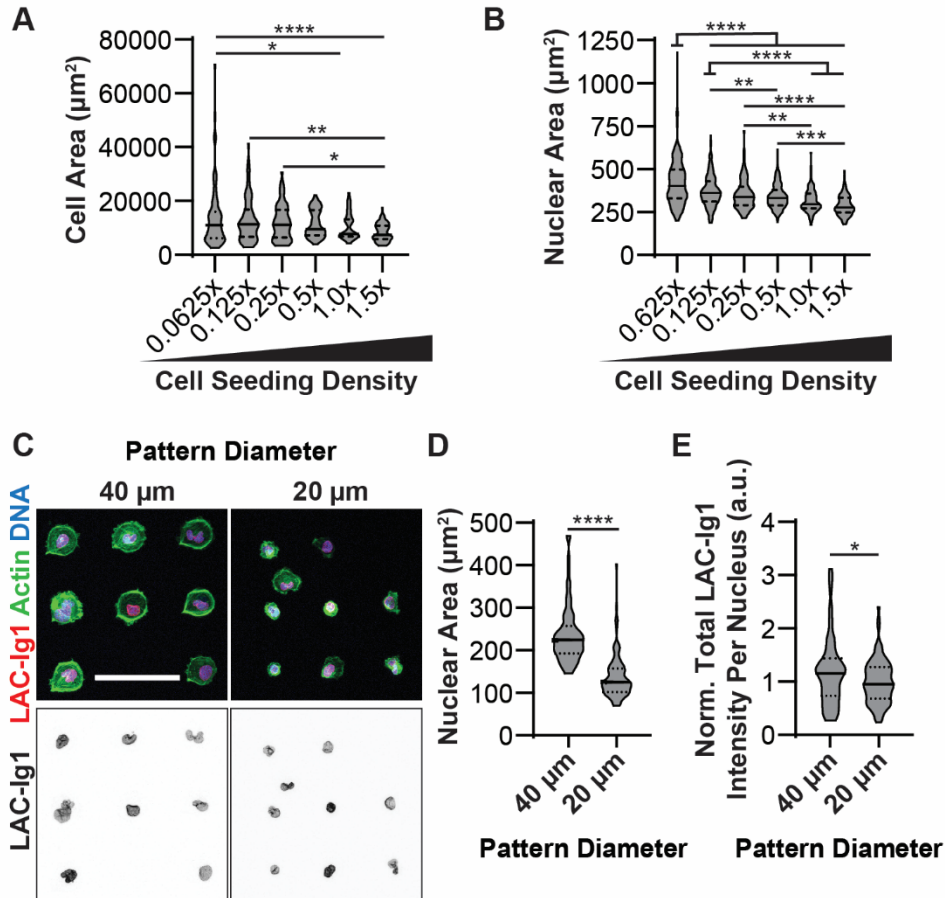 A
Cell Area (µm²)
80000
60000
40000
20000
0
****
*
**
*
0.0625x
0.125x
0.25x
0.5x
1.0x
1.5x
Cell Seeding Density
B
Nuclear Area (µm²)
1250
1000
750
500
250
0
****
****
**
****
**
***
0.625x
0.125x
0.25x
0.5x
1.0x
1.5x
Cell Seeding Density
C
Pattern Diameter
40 µm
20 µm
LAC-Ig1 Actin DNA
LAC-Ig1
D
Nuclear Area (µm²)
500
400
300
200
100
0
****
40 µm
20 µm
Pattern Diameter
E
Norm. Total LAC-Ig1
Intensity Per Nucleus (a.u.)
4
3
2
1
0
*
40 µm
20 µm
Pattern Diameter